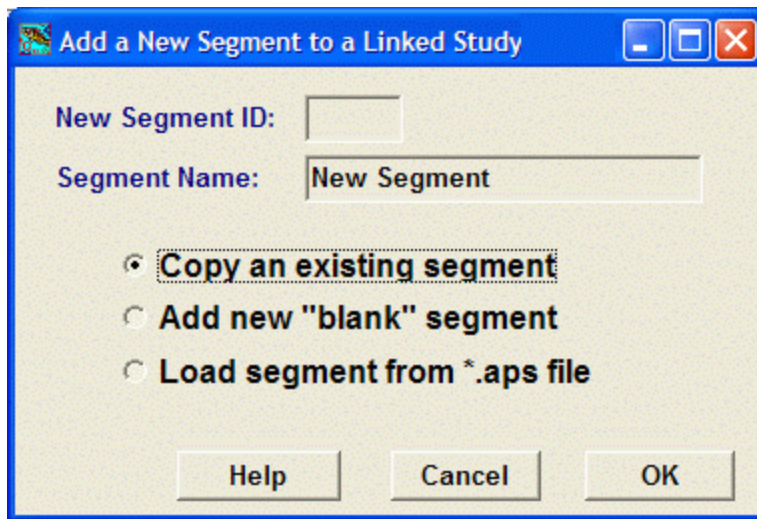 Add a New Segment to a Linked Study
New Segment ID:
Segment Name: New Segment
Copy an existing segment
Add new "blank" segment
Load segment from *.aps file
Help Cancel OK